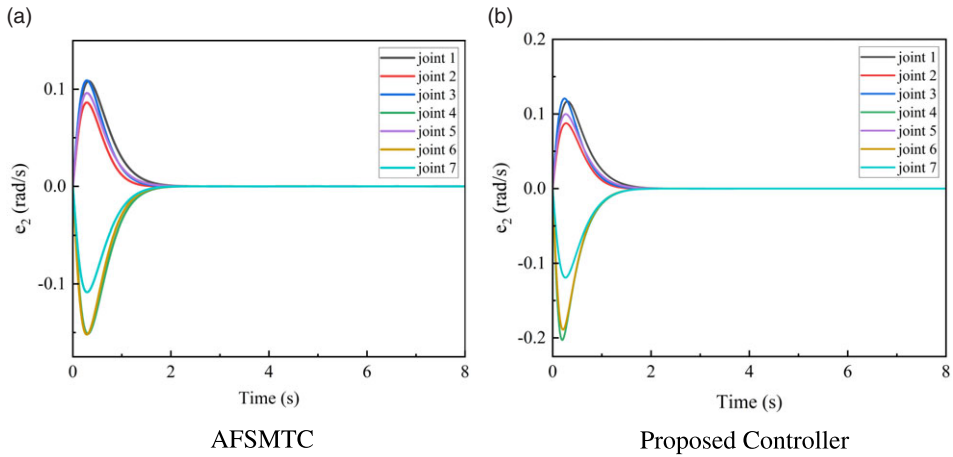 (a)
e2 (rad/s)
0.1
0.0
-0.1
0
2
4
6
8
Time (s)
joint 1
joint 2
joint 3
joint 4
joint 5
joint 6
joint 7
AFSMTC
(b)
e2 (rad/s)
0.2
0.1
0.0
-0.1
-0.2
0
2
4
6
8
Time (s)
joint 1
joint 2
joint 3
joint 4
joint 5
joint 6
joint 7
Proposed Controller